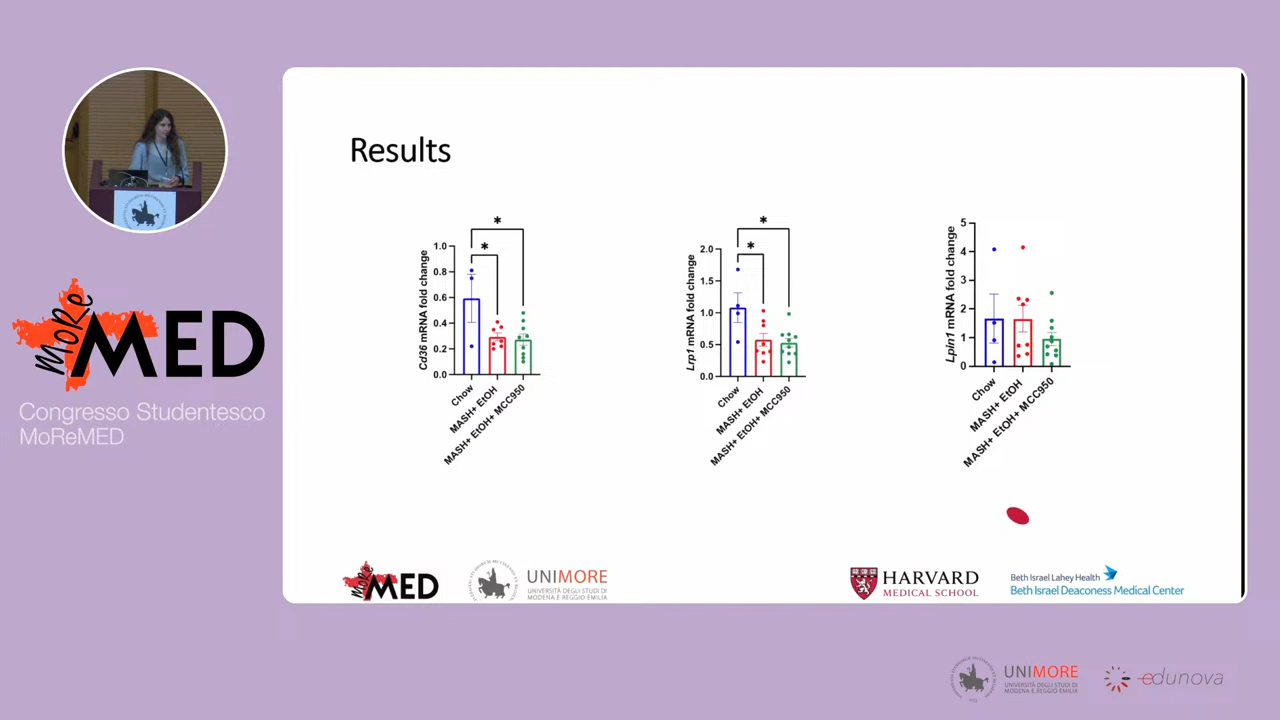 Results
*
*
1.0
0.8
0.6
0.4
0.2
0.0
Cd36 mRNA fold change
Chow
MASH+ EtOH
MASH+ EtOH+ MCC950
*
*
2.0
1.5
1.0
0.5
0.0
Lrp1 mRNA fold change
Chow
MASH+ EtOH
MASH+ EtOH+ MCC950
5
4
3
2
1
0
Lpin1 mRNA fold change
Chow
MASH+ EtOH
MASH+ EtOH+ MCC950
MoRe MED
Congresso Studentesco
MoReMED
MoRe MED
UNIMORE
UNIVERSITÀ DEGLI STUDI DI
MODENA E REGGIO EMILIA
HARVARD
MEDICAL SCHOOL
Beth Israel Lahey Health
Beth Israel Deaconess Medical Center
UNIMORE
UNIVERSITÀ DEGLI STUDI DI
MODENA E REGGIO EMILIA
edunova